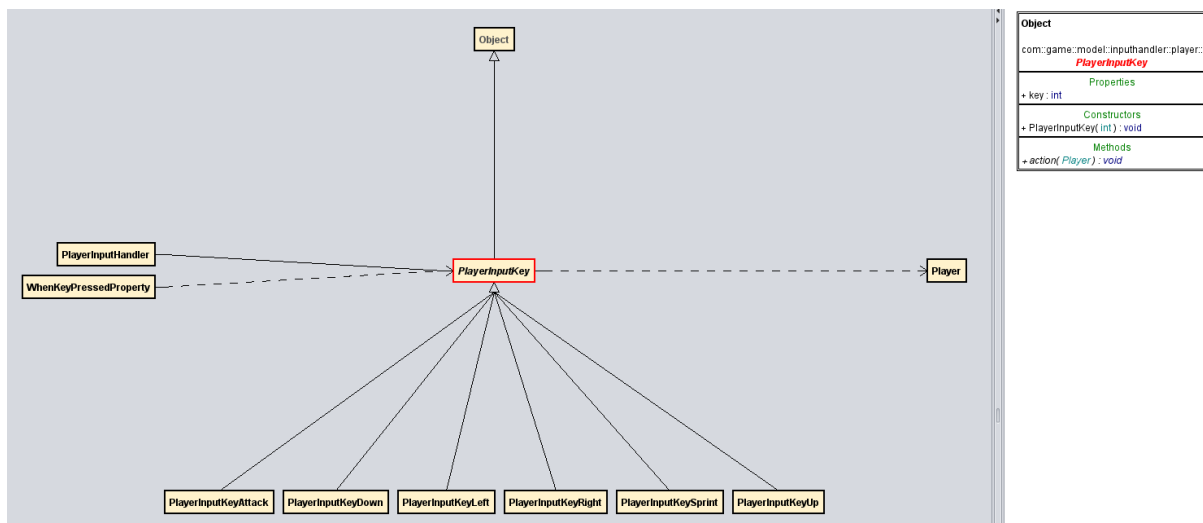 Object
PlayerInputHandler
WhenKeyPressedProperty
PlayerInputKey
Player
PlayerInputKeyAttack
PlayerInputKeyDown
PlayerInputKeyLeft
PlayerInputKeyRight
PlayerInputKeySprint
PlayerInputKeyUp
Object
com::game::model::inputhandler::player::
PlayerInputKey
Properties
+ key : int
Constructors
+ PlayerInputKey( int ) : void
Methods
+ action( Player ) : void